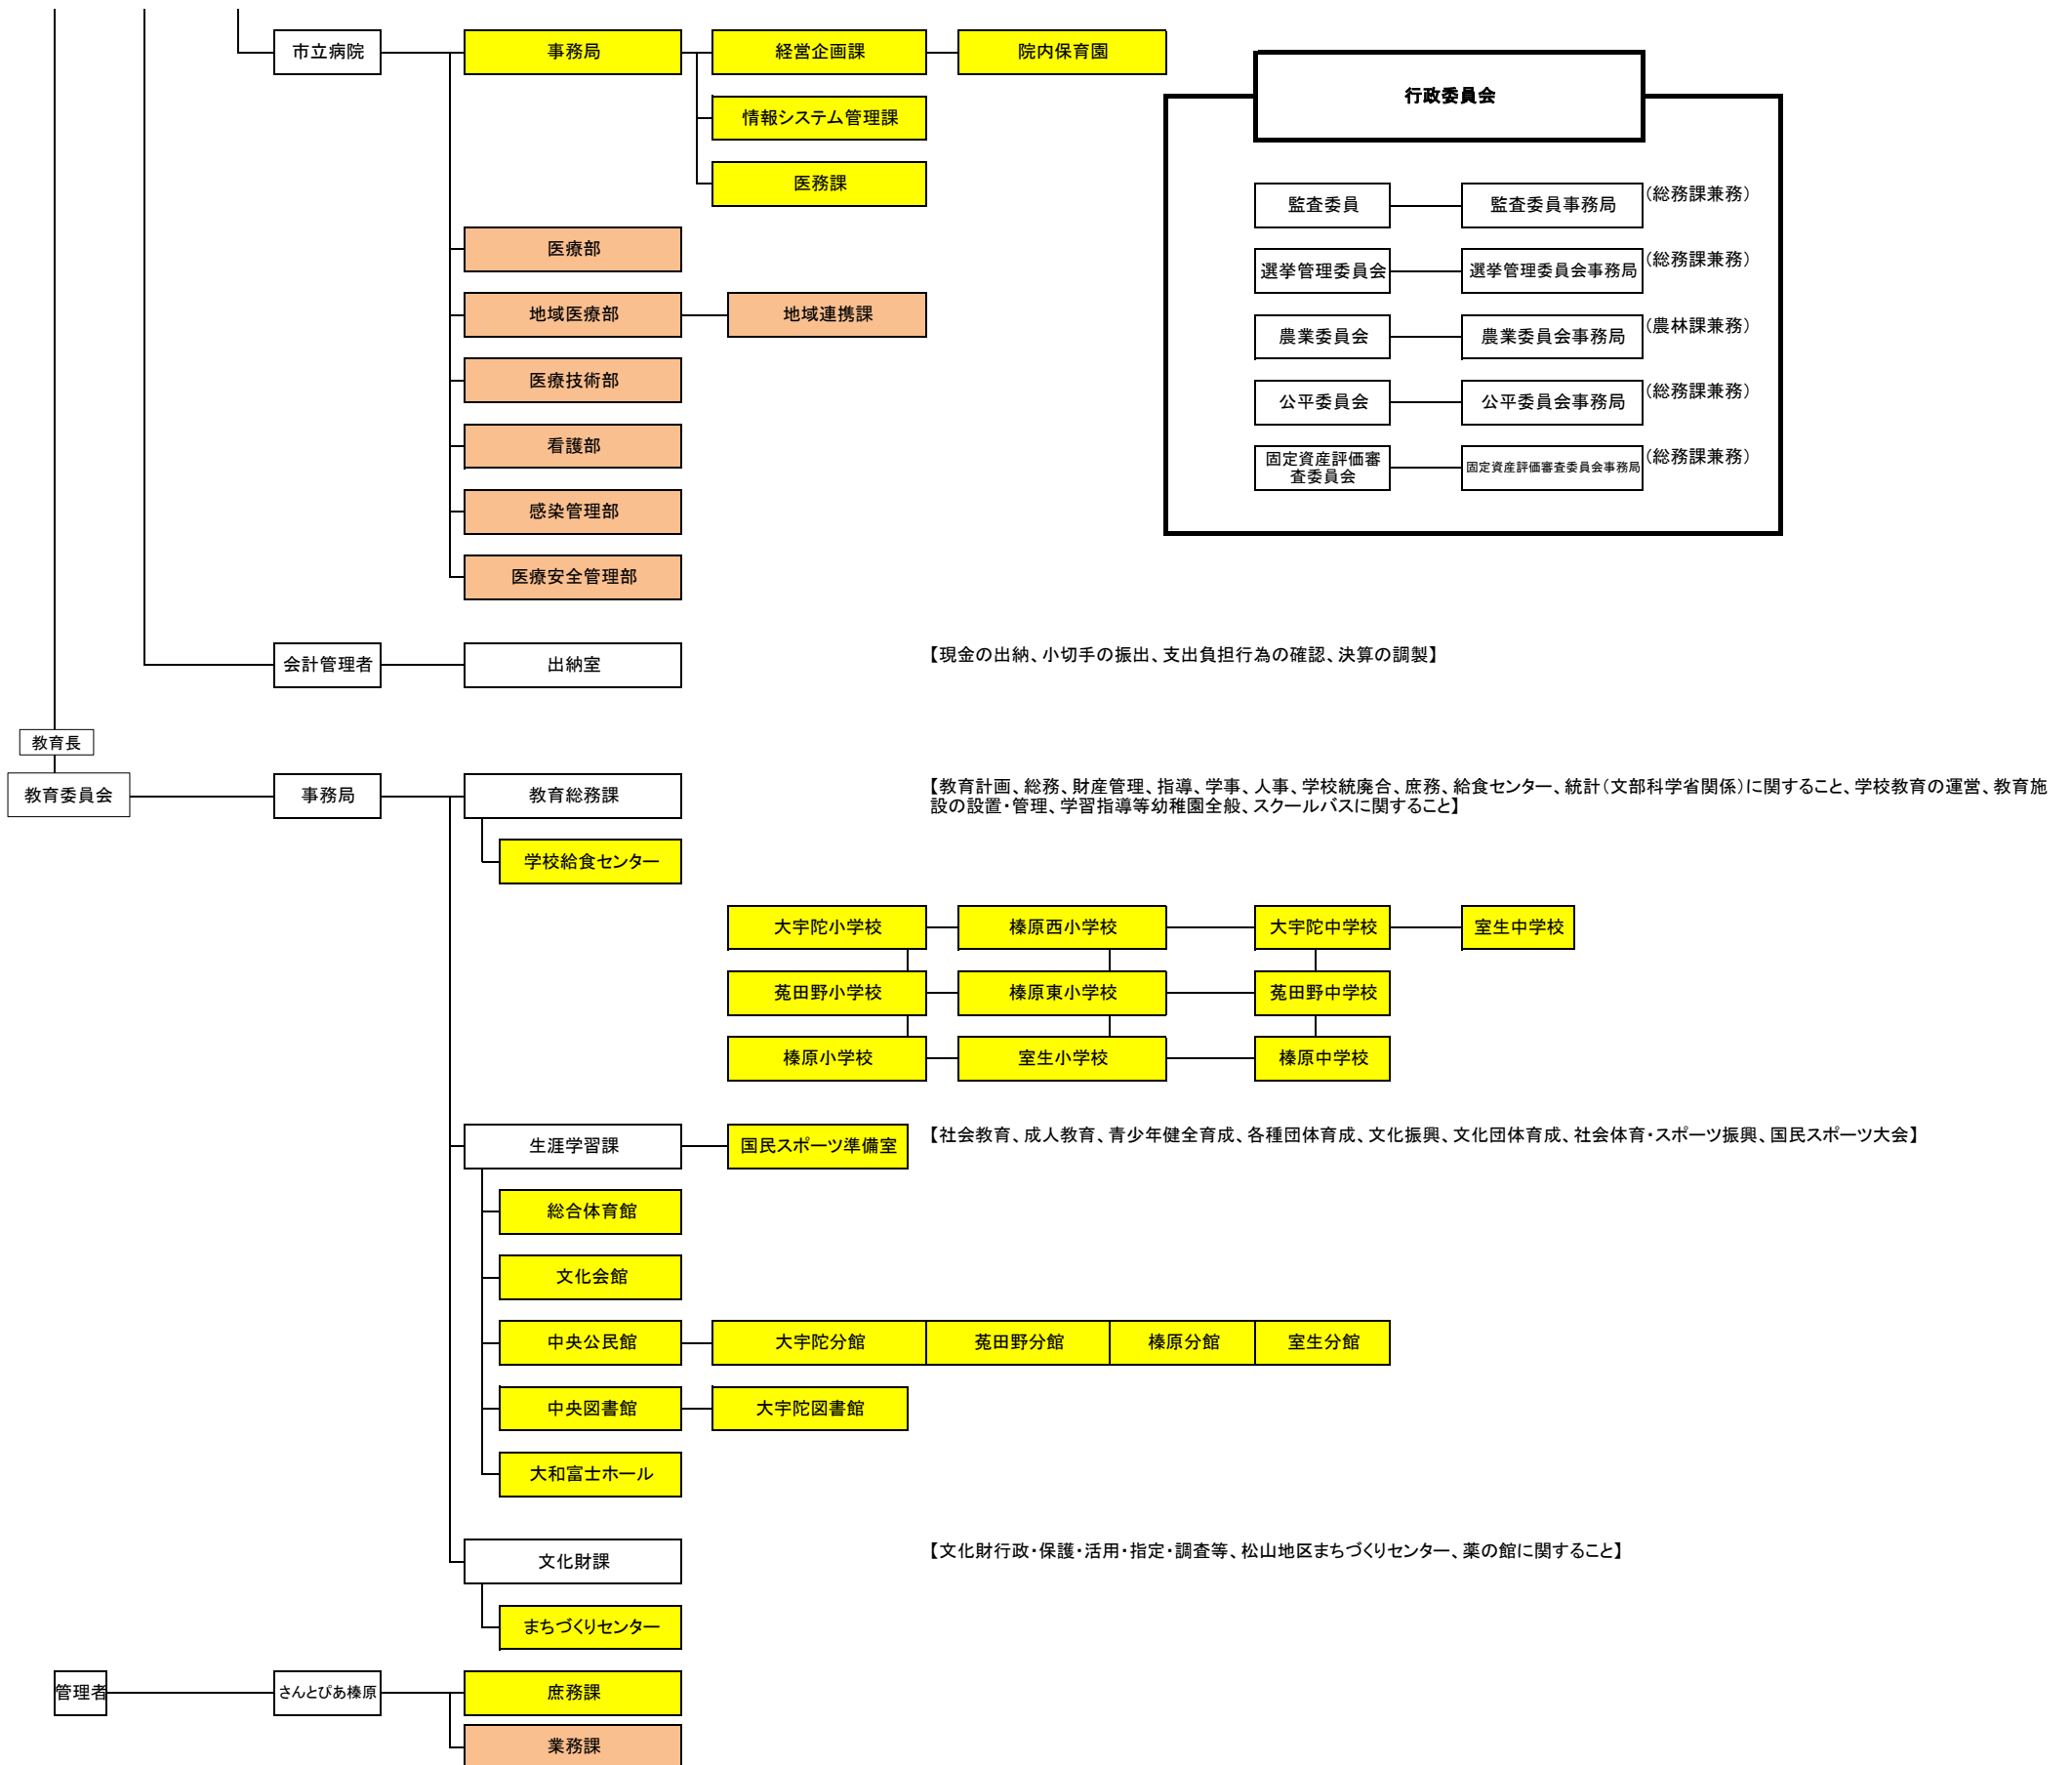 市立病院
事務局
経営企画課
院内保育園
情報システム管理課
医務課
医療部
地域医療部
地域連携課
医療技術部
看護部
感染管理部
医療安全管理部
行政委員会
監査委員
監査委員事務局
(総務課兼務)
選挙管理委員会
選挙管理委員会事務局
(総務課兼務)
農業委員会
農業委員会事務局
(農林課兼務)
公平委員会
公平委員会事務局
(総務課兼務)
固定資産評価審
査委員会
固定資産評価審査委員会事務局
(総務課兼務)
会計管理者
出納室
【現金の出納、小切手の振出、支出負担行為の確認、決算の調製】
教育長
教育委員会
事務局
教育総務課
【教育計画、総務、財産管理、指導、学事、人事、学校統廃合、庶務、給食センター、統計(文部科学省関係)に関すること、学校教育の運営、教育施
設の設置・管理、学習指導等幼稚園全般、スクールバスに関すること】
学校給食センター
大宇陀小学校
榛原西小学校
大宇陀中学校
室生中学校
菟田野小学校
榛原東小学校
菟田野中学校
榛原小学校
室生小学校
榛原中学校
生涯学習課
国民スポーツ準備室
【社会教育、成人教育、青少年健全育成、各種団体育成、文化振興、文化団体育成、社会体育・スポーツ振興、国民スポーツ大会】
総合体育館
文化会館
中央公民館
大宇陀分館
菟田野分館
榛原分館
室生分館
中央図書館
大宇陀図書館
大和富士ホール
文化財課
【文化財行政・保護・活用・指定・調査等、松山地区まちづくりセンター、薬の館に関すること】
まちづくりセンター
管理者
さんとぴあ榛原
庶務課
業務課